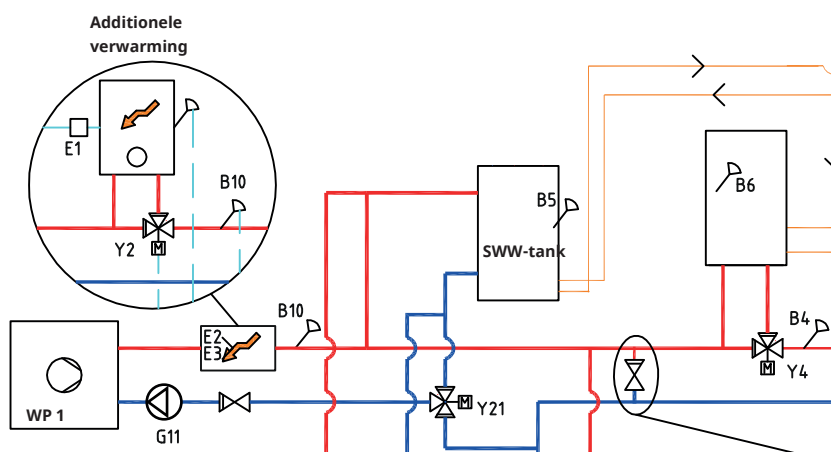 Additionele
verwarming
E1
B10
Y2
M
B5
SWW-tank
B6
B10
E2
E3
B4
M
Y4
WP 1
M
Y21
G11